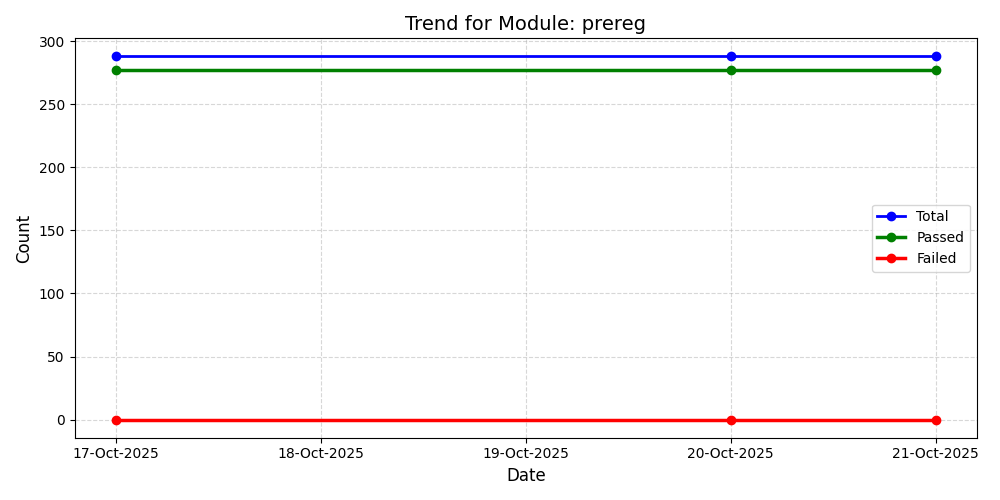 Trend for Module: prereg
300
250
200
150
100
50
0
Count
Total
Passed
Failed
17-Oct-2025
18-Oct-2025
19-Oct-2025
20-Oct-2025
21-Oct-2025
Date